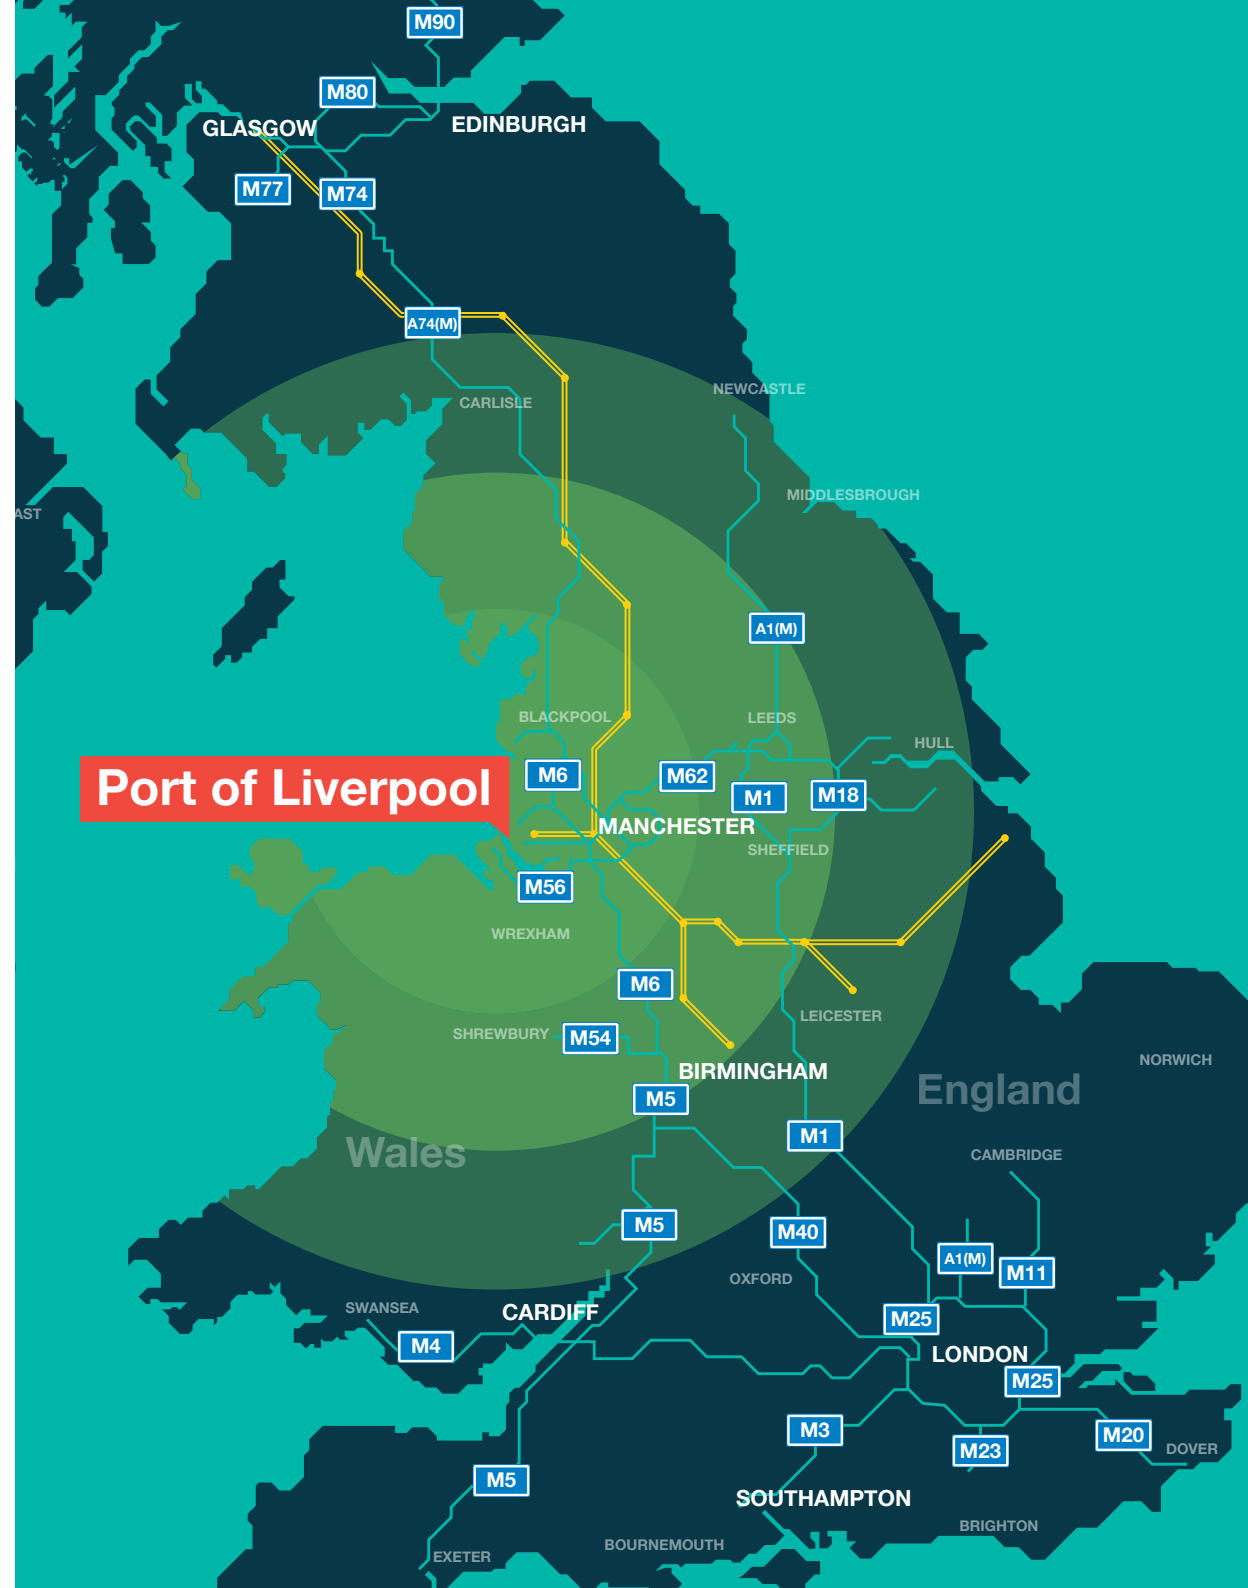 M90
M80
GLASGOW
EDINBURGH
M77
M74
A74(M)
NEWCASTLE
CARLISLE
MIDDLESBROUGH
AST
A1(M)
BLACKPOOL
LEEDS
HULL
M6
M62
Port of Liverpool
M1
M18
MANCHESTER
SHEFFIELD
M56
WREXHAM
M6
LEICESTER
SHREWBURY
M54
NORWICH
BIRMINGHAM
England
M5
M1
Wales
CAMBRIDGE
M5
M40
A1(M)
M11
OXFORD
SWANSEA
CARDIFF
M25
M4
LONDON
M25
M3
M23
M20
DOVER
M5
SOUTHAMPTON
BRIGHTON
BOURNEMOUTH
EXETER